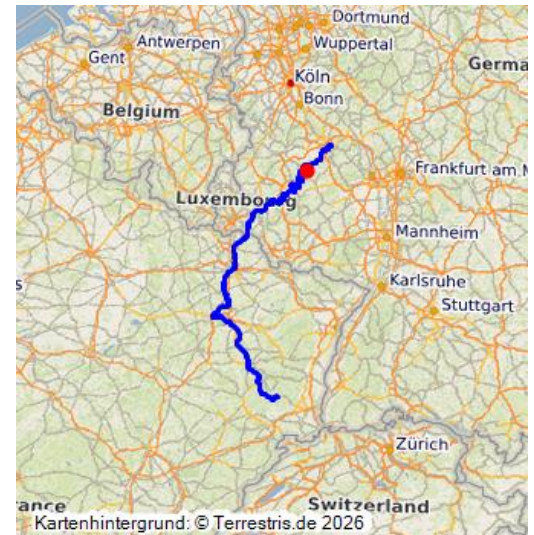 Dortmund
Antwerpen
Wuppertal
Gent
Germa
Köln
Bonn
Belgium
Frankfurt am M
Luxembourg
Mannheim
Karlsruhe
s
Stuttgart
Zürich
ance
Switzerland
Kartenhintergrund: © Terrestris.de 2026